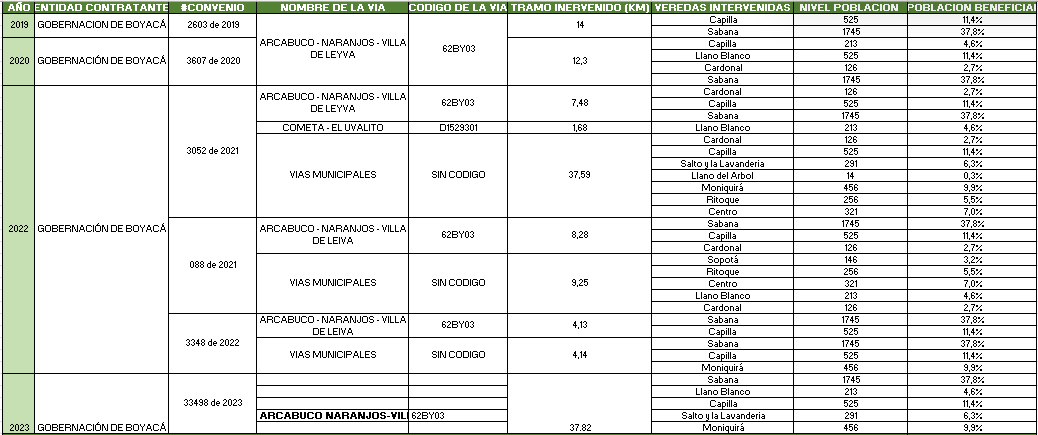 AÑO ENTIDAD CONTRATANTE #CONVENIO NOMBRE DE LA VIA CODIGO DE LA VIA TRAMO INERVENIDO (KM) VEREDAS INTERVENIDAS NIVEL POBLACION POBLACION BENEFICIA
2019 GOBERNACION DE BOYACÁ 2603 de 2019 ARCABUCO - NARANJOS - VILLA DE LEYVA 62BY03 14 Capilla 525 11,4%
Sabana 1745 37,8%
2020 GOBERNACIÓN DE BOYACÁ 3607 de 2020 12,3 Capilla 213 4,6%
Llano Blanco 525 11,4%
Cardonal 126 2,7%
Sabana 1745 37,8%
2022 GOBERNACIÓN DE BOYACÁ 3052 de 2021 ARCABUCO - NARANJOS - VILLA DE LEYVA 62BY03 7,48 Cardonal 126 2,7%
Capilla 525 11,4%
Sabana 1745 37,8%
COMETA - EL UVALITO D1529301 1,68 Llano Blanco 213 4,6%
VIAS MUNICIPALES SIN CODIGO 37,59 Cardonal 126 2,7%
Capilla 525 11,4%
Salto y la Lavanderia 291 6,3%
Llano del Arbol 14 0,3%
Moniquirá 456 9,9%
Ritoque 256 5,5%
Centro 321 7,0%
088 de 2021 ARCABUCO - NARANJOS - VILLA DE LEIVA 62BY03 8,28 Sabana 1745 37,8%
Capilla 525 11,4%
Cardonal 126 2,7%
VIAS MUNICIPALES SIN CODIGO 9,25 Sopotá 146 3,2%
Ritoque 256 5,5%
Centro 321 7,0%
Llano Blanco 213 4,6%
Cardonal 126 2,7%
3348 de 2022 ARCABUCO - NARANJOS - VILLA DE LEIVA 62BY03 4,13 Sabana 1745 37,8%
Capilla 525 11,4%
VIAS MUNICIPALES SIN CODIGO 4,14 Sabana 1745 37,8%
Capilla 525 11,4%
Moniquirá 456 9,9%
2023 GOBERNACIÓN DE BOYACÁ 33498 de 2023 Sabana 1745 37,8%
Llano Blanco 213 4,6%
Capilla 525 11,4%
ARCABUCO NARANJOS-VILI 62BY03 Salto y la Lavanderia 291 6,3%
37.82 Moniquirá 456 9,9%